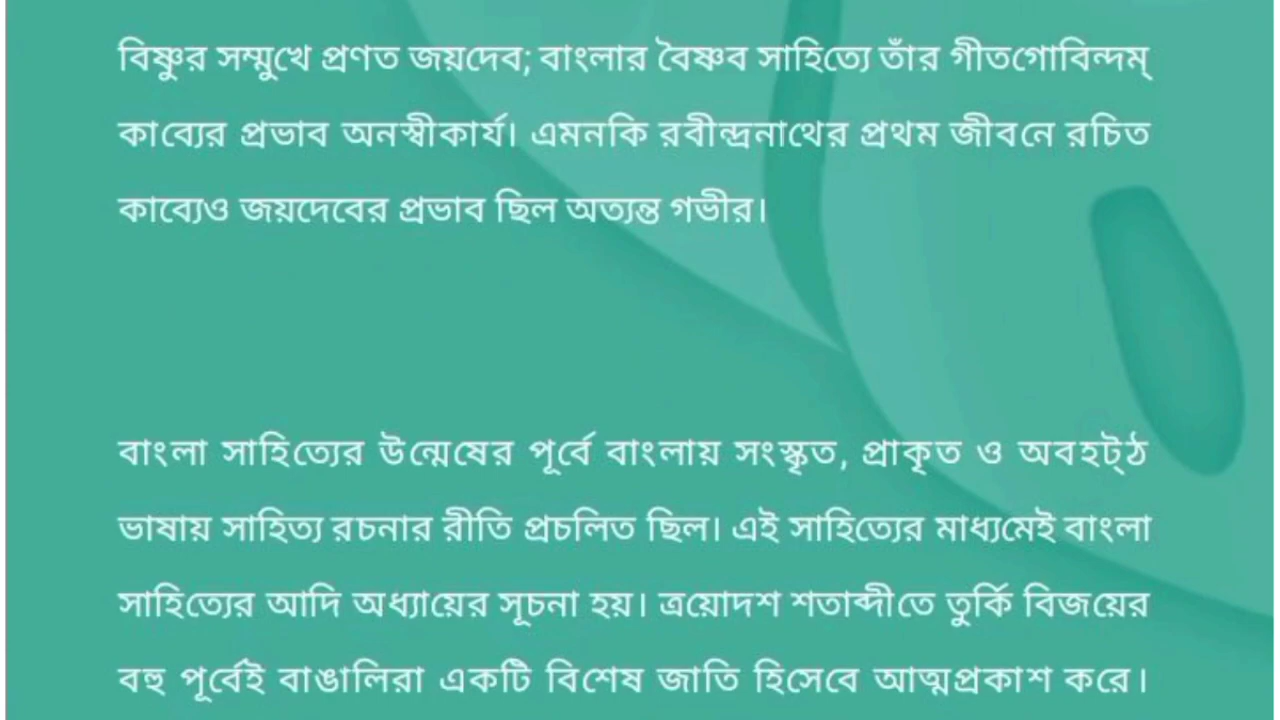 বিষ্ণুর সম্মুখে প্রণত জয়দেব; বাংলার বৈষ্ণব সাহিত্যে তাঁর গীতগোবিন্দম্
কাব্যের প্রভাব অনস্বীকার্য। এমনকি রবীন্দ্রনাথের প্রথম জীবনে রচিত
কাব্যেও জয়দেবের প্রভাব ছিল অত্যন্ত গভীর।
বাংলা সাহিত্যের উন্মেষের পূর্বে বাংলায় সংস্কৃত, প্রাকৃত ও অবহট্‌ঠ
ভাষায় সাহিত্য রচনার রীতি প্রচলিত ছিল। এই সাহিত্যের মাধ্যমেই বাংলা
সাহিত্যের আদি অধ্যায়ের সূচনা হয়। ত্রয়োদশ শতাব্দীতে তুর্কি বিজয়ের
বহু পূর্বেই বাঙালিরা একটি বিশেষ জাতি হিসেবে আত্মপ্রকাশ করে।